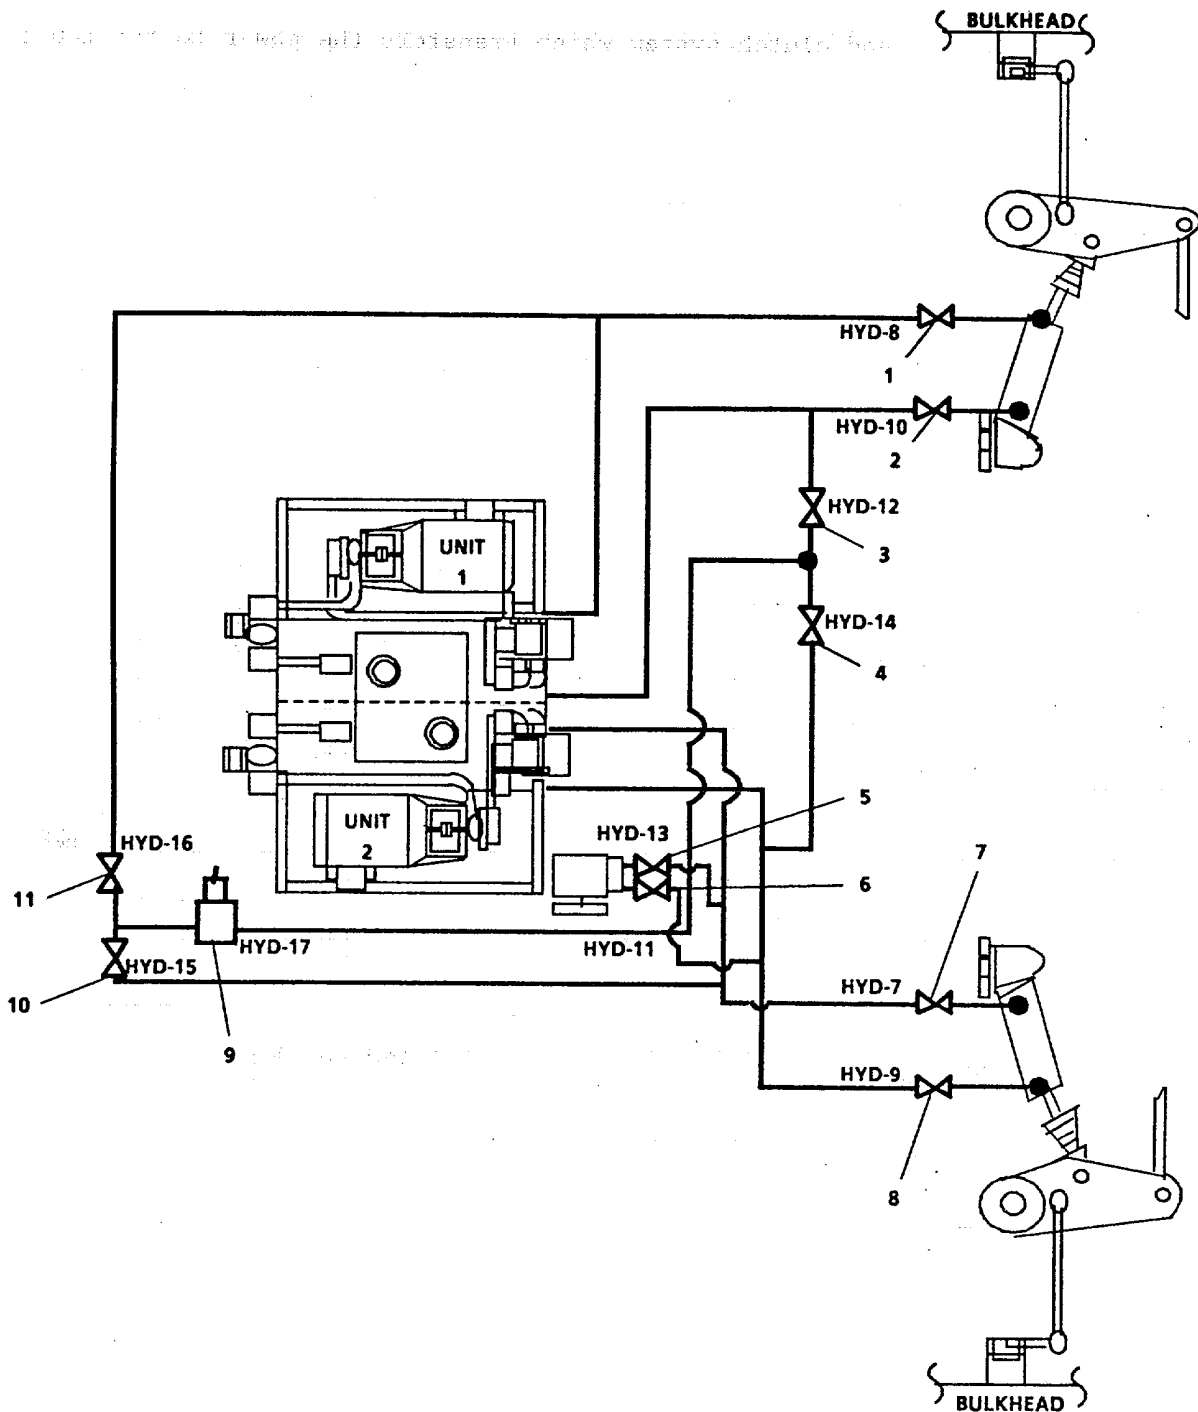 BULKHEAD
HYD-8
1
HYD-10
2
HYD-12
3
UNIT
1
HYD-14
4
5
UNIT
2
HYD-13
7
HYD-16
6
11
HYD-17
HYD-11
HYD-15
HYD-7
10
9
HYD-9
8
BULKHEAD